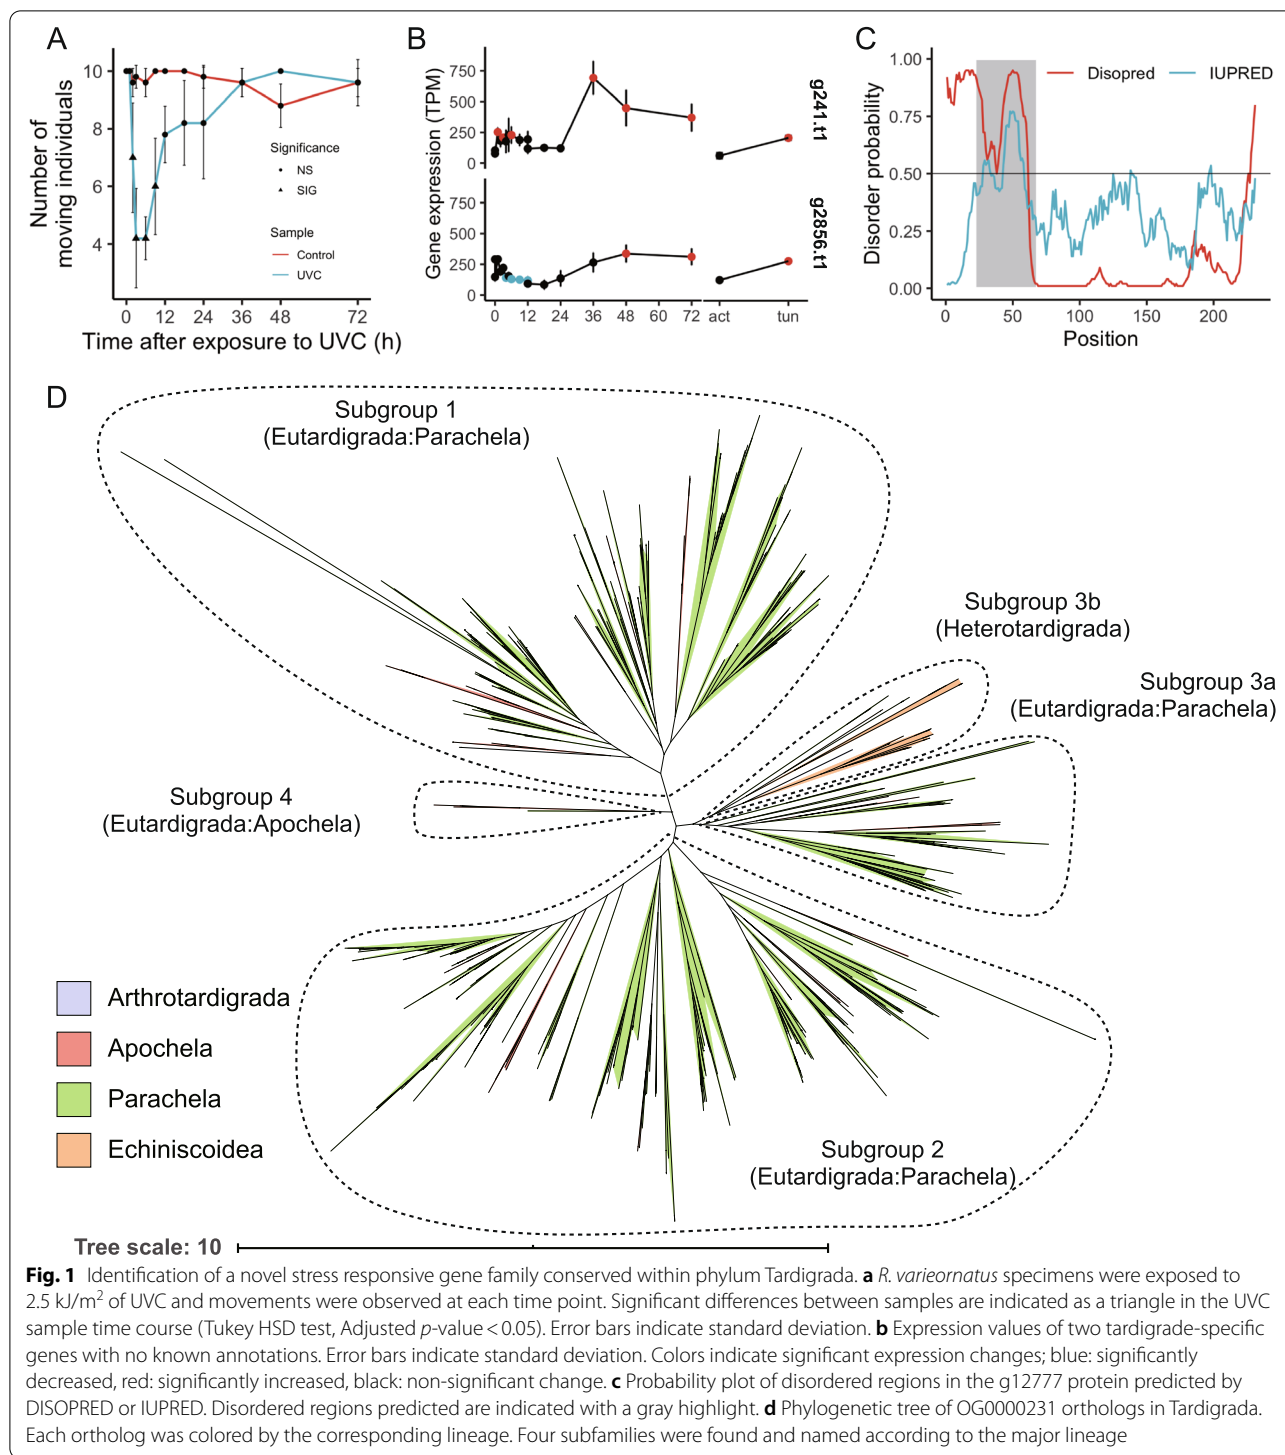 A
Number of
moving individuals
10
8
6
4
Significance
NS
SIG
Sample
Control
UVC
0 12 24 36 48 72
Time after exposure to UVC (h)
B
Gene expression (TPM)
750
500
250
0
g241.t1
750
500
250
0
g2856.t1
0 12 24 36 48 60 72 act tun
C
Disorder probability
1.00
0.75
0.50
0.25
0.00
Disopred IUPRED
0 50 100 150 200
Position
D
Subgroup 1
(Eutardigrada:Parachela)
Subgroup 3b
(Heterotardigrada)
Subgroup 3a
(Eutardigrada:Parachela)
Subgroup 4
(Eutardigrada:Apochela)
Arthrotardigrada
Apochela
Parachela
Echiniscoidea
Subgroup 2
(Eutardigrada:Parachela)
Tree scale: 10
Fig. 1 Identification of a novel stress responsive gene family conserved within phylum Tardigrada. a R. varieornatus specimens were exposed to
2.5 kJ/m² of UVC and movements were observed at each time point. Significant differences between samples are indicated as a triangle in the UVC
sample time course (Tukey HSD test, Adjusted p-value < 0.05). Error bars indicate standard deviation. b Expression values of two tardigrade-specific
genes with no known annotations. Error bars indicate standard deviation. Colors indicate significant expression changes; blue: significantly
decreased, red: significantly increased, black: non-significant change. c Probability plot of disordered regions in the g12777 protein predicted by
DISOPRED or IUPRED. Disordered regions predicted are indicated with a gray highlight. d Phylogenetic tree of OG0000231 orthologs in Tardigrada.
Each ortholog was colored by the corresponding lineage. Four subfamilies were found and named according to the major lineage